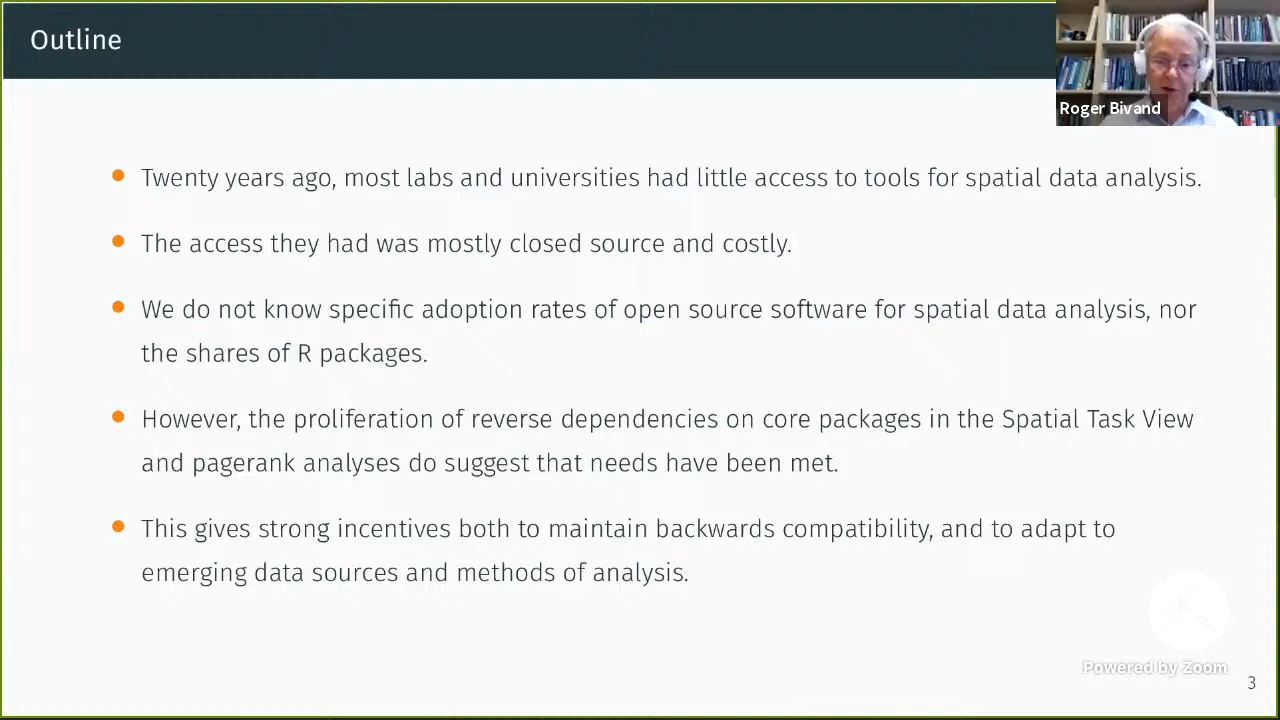 Outline
Roger Bivand
Twenty years ago, most labs and universities had little access to tools for spatial data analysis.
The access they had was mostly closed source and costly.
We do not know specific adoption rates of open source software for spatial data analysis, nor
the shares of R packages.
However, the proliferation of reverse dependencies on core packages in the Spatial Task View
and pagerank analyses do suggest that needs have been met.
This gives strong incentives both to maintain backwards compatibility, and to adapt to
emerging data sources and methods of analysis.
Powered by Zoom
3